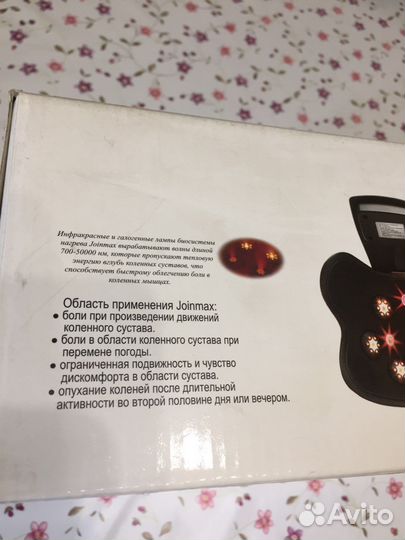 Инфракрасные и галогенные лампы биосистемы
нагрева Joinmax вырабатывают волны длиной
700-50000 нм, которые пропускают тепловую
энергию вглубь коленных суставов, что
способствует быстрому облегчению боли в
коленных мышцах.
Область применения Joinmax:
• боли при произведении движений
коленного сустава.
• боли в области коленного сустава при
перемене погоды.
• ограниченная подвижность и чувство
дискомфорта в области сустава.
• опухание коленей после длительной
активности во второй половине дня или вечером.
Avito